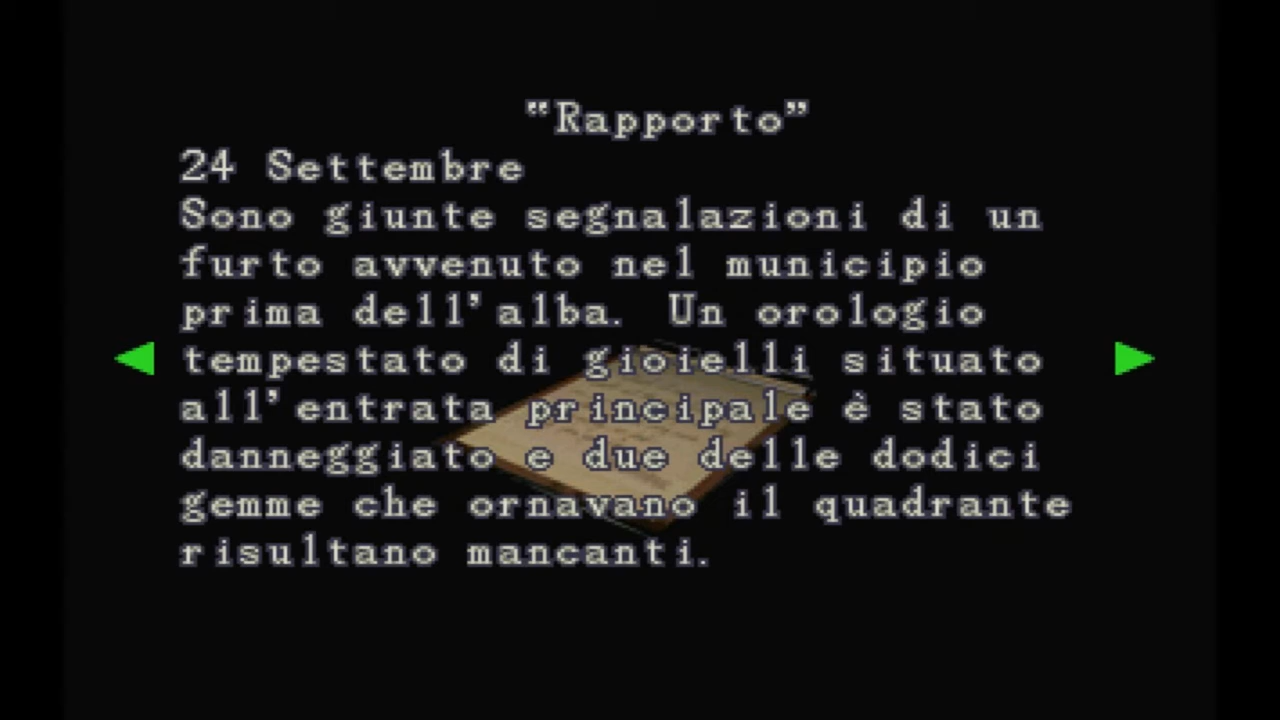 "Rapporto"
24 Settembre
Sono giunte segnalazioni di un
furto avvenuto nel municipio
prima dell'alba. Un orologio
tempestato di gioielli situato
all'entrata principale è stato
danneggiato e due delle dodici
gemme che ornavano il quadrante
risultano mancanti.